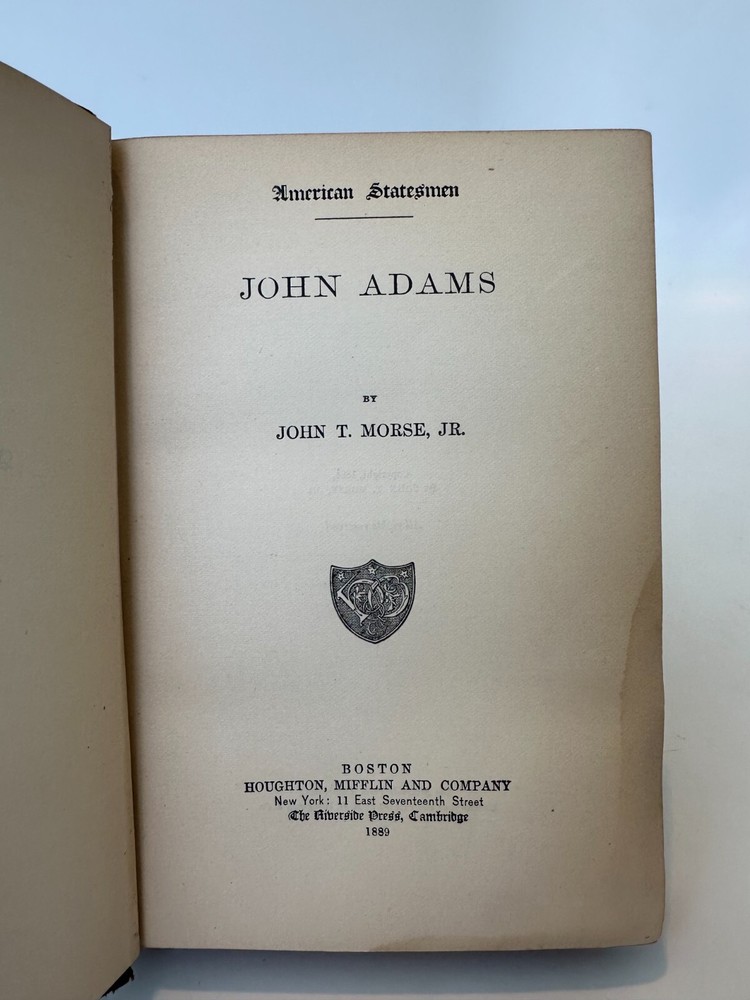 American Statesmen
JOHN ADAMS
BY
JOHN T. MORSE, JR.
BOSTON
HOUGHTON, MIFFLIN AND COMPANY
New York: 11 East Seventeenth Street
The Riverside Press, Cambridge
1889